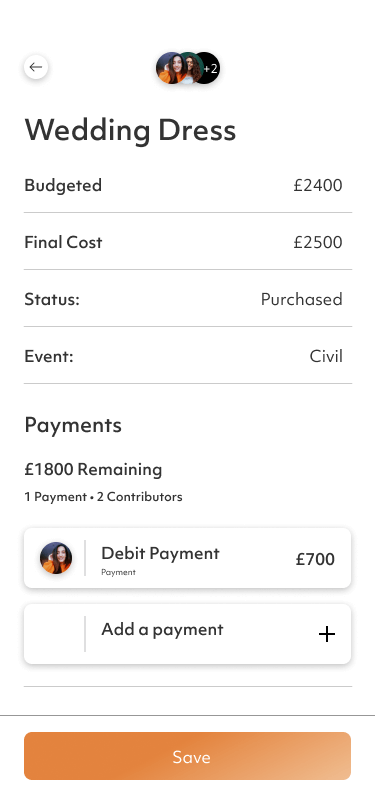 +2
Wedding Dress
Budgeted £2400
Final Cost £2500
Status: Purchased
Event: Civil
Payments
£1800 Remaining
1 Payment • 2 Contributors
Debit Payment £700
Payment
Add a payment +
Save